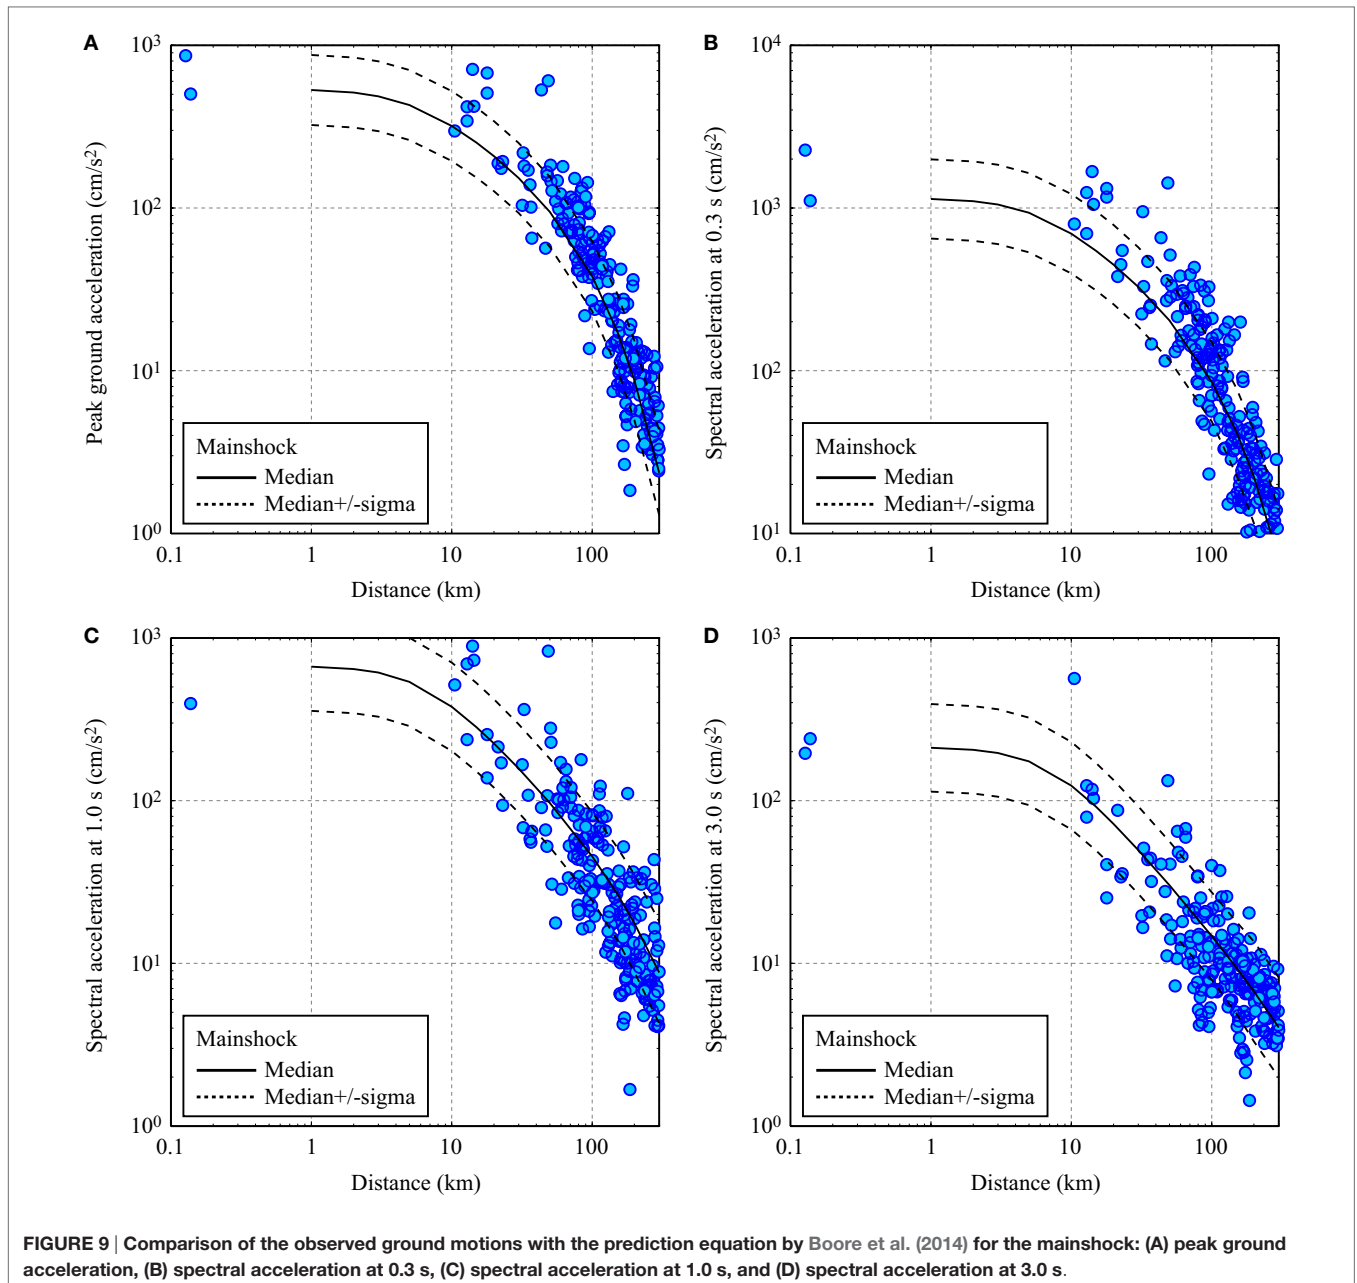 A
10³
10²
10¹
10⁰
Peak ground acceleration (cm/s²)
Mainshock
Median
Median+/-sigma
0.1 1 10 100
Distance (km)
B
10⁴
10³
10²
10¹
Spectral acceleration at 0.3 s (cm/s²)
Mainshock
Median
Median+/-sigma
0.1 1 10 100
Distance (km)
C
10³
10²
10¹
10⁰
Spectral acceleration at 1.0 s (cm/s²)
Mainshock
Median
Median+/-sigma
0.1 1 10 100
Distance (km)
D
10³
10²
10¹
10⁰
Spectral acceleration at 3.0 s (cm/s²)
Mainshock
Median
Median+/-sigma
0.1 1 10 100
Distance (km)
FIGURE 9 | Comparison of the observed ground motions with the prediction equation by Boore et al. (2014) for the mainshock: (A) peak ground
acceleration, (B) spectral acceleration at 0.3 s, (C) spectral acceleration at 1.0 s, and (D) spectral acceleration at 3.0 s.